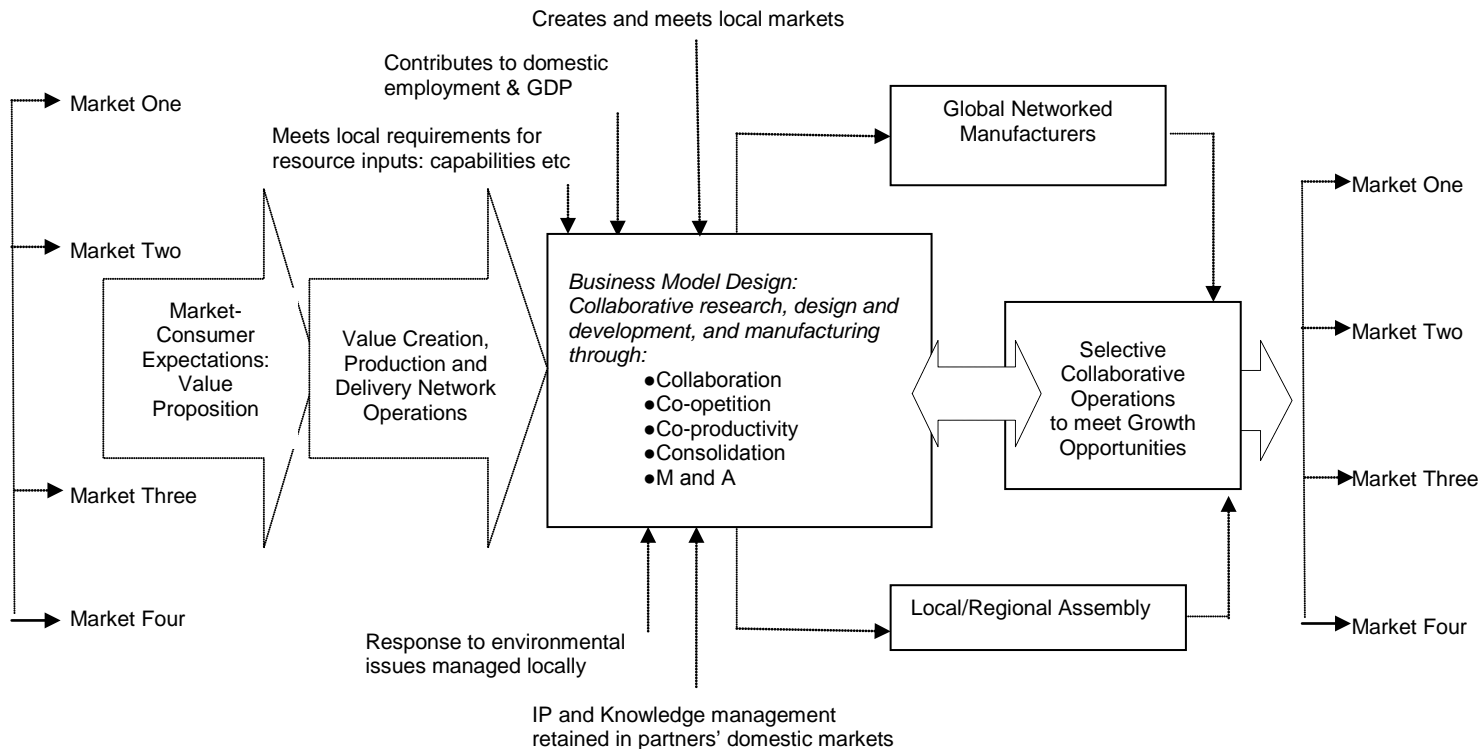 Creates and meets local markets
Contributes to domestic
employment & GDP
Meets local requirements for
resource inputs: capabilities etc
Market One
Market Two
Market Three
Market Four
Market-
Consumer
Expectations:
Value
Proposition
Value Creation,
Production and
Delivery Network
Operations
Business Model Design:
Collaborative research, design and
development, and manufacturing
through:
●Collaboration
●Co-opetition
●Co-productivity
●Consolidation
●M and A
Response to environmental
issues managed locally
IP and Knowledge management
retained in partners' domestic markets
Global Networked
Manufacturers
Selective
Collaborative
Operations
to meet Growth
Opportunities
Local/Regional Assembly
Market One
Market Two
Market Three
Market Four